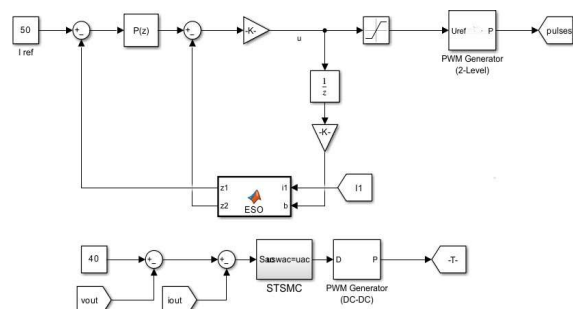 50
I ref
P(z)
-K-
u
Uref P
PWM Generator
(2-Level)
pulses
1
z
-K-
z1 i1
z2 b
ESO
I1
40
vout
iout
STSMC
D P
PWM Generator
(DC-DC)
-T-